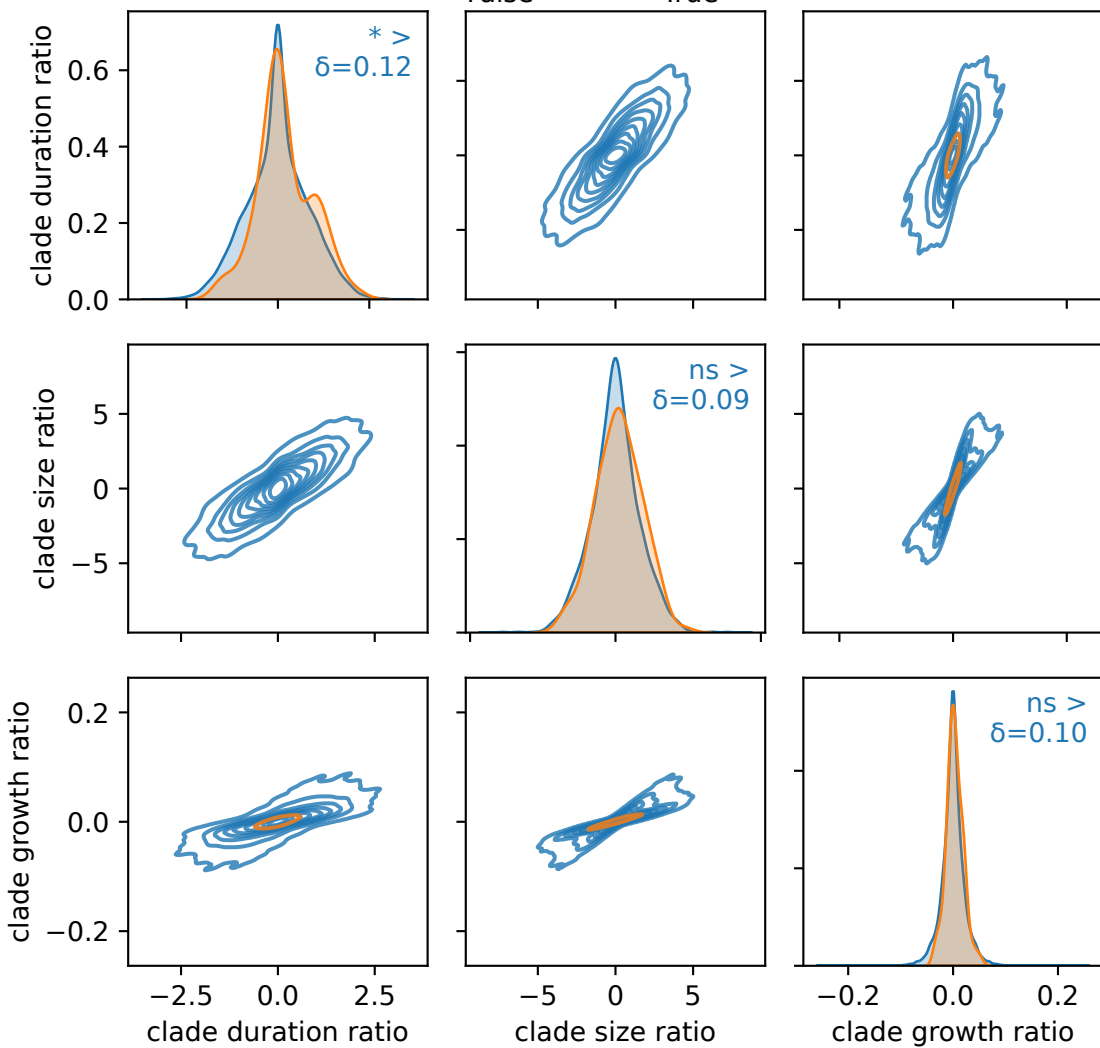 * >
δ=0.12
clade duration ratio
0.6
0.4
0.2
0.0
ns >
δ=0.09
clade size ratio
5
0
−5
ns >
δ=0.10
clade growth ratio
0.2
0.0
−0.2
−2.5 0.0 2.5 −5 0 5 −0.2 0.0 0.2
clade duration ratio clade size ratio clade growth ratio